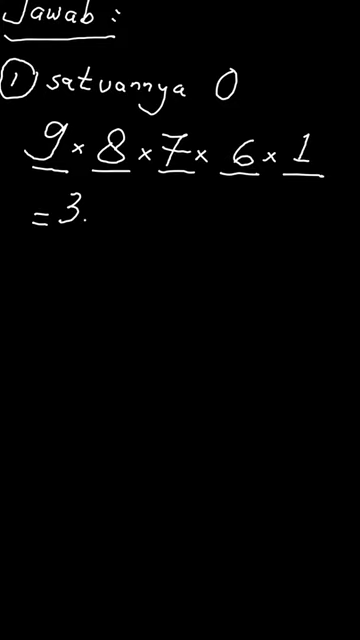 Jawab :
① satuannya 0
9 × 8 × 7 × 6 × 1
= 3.